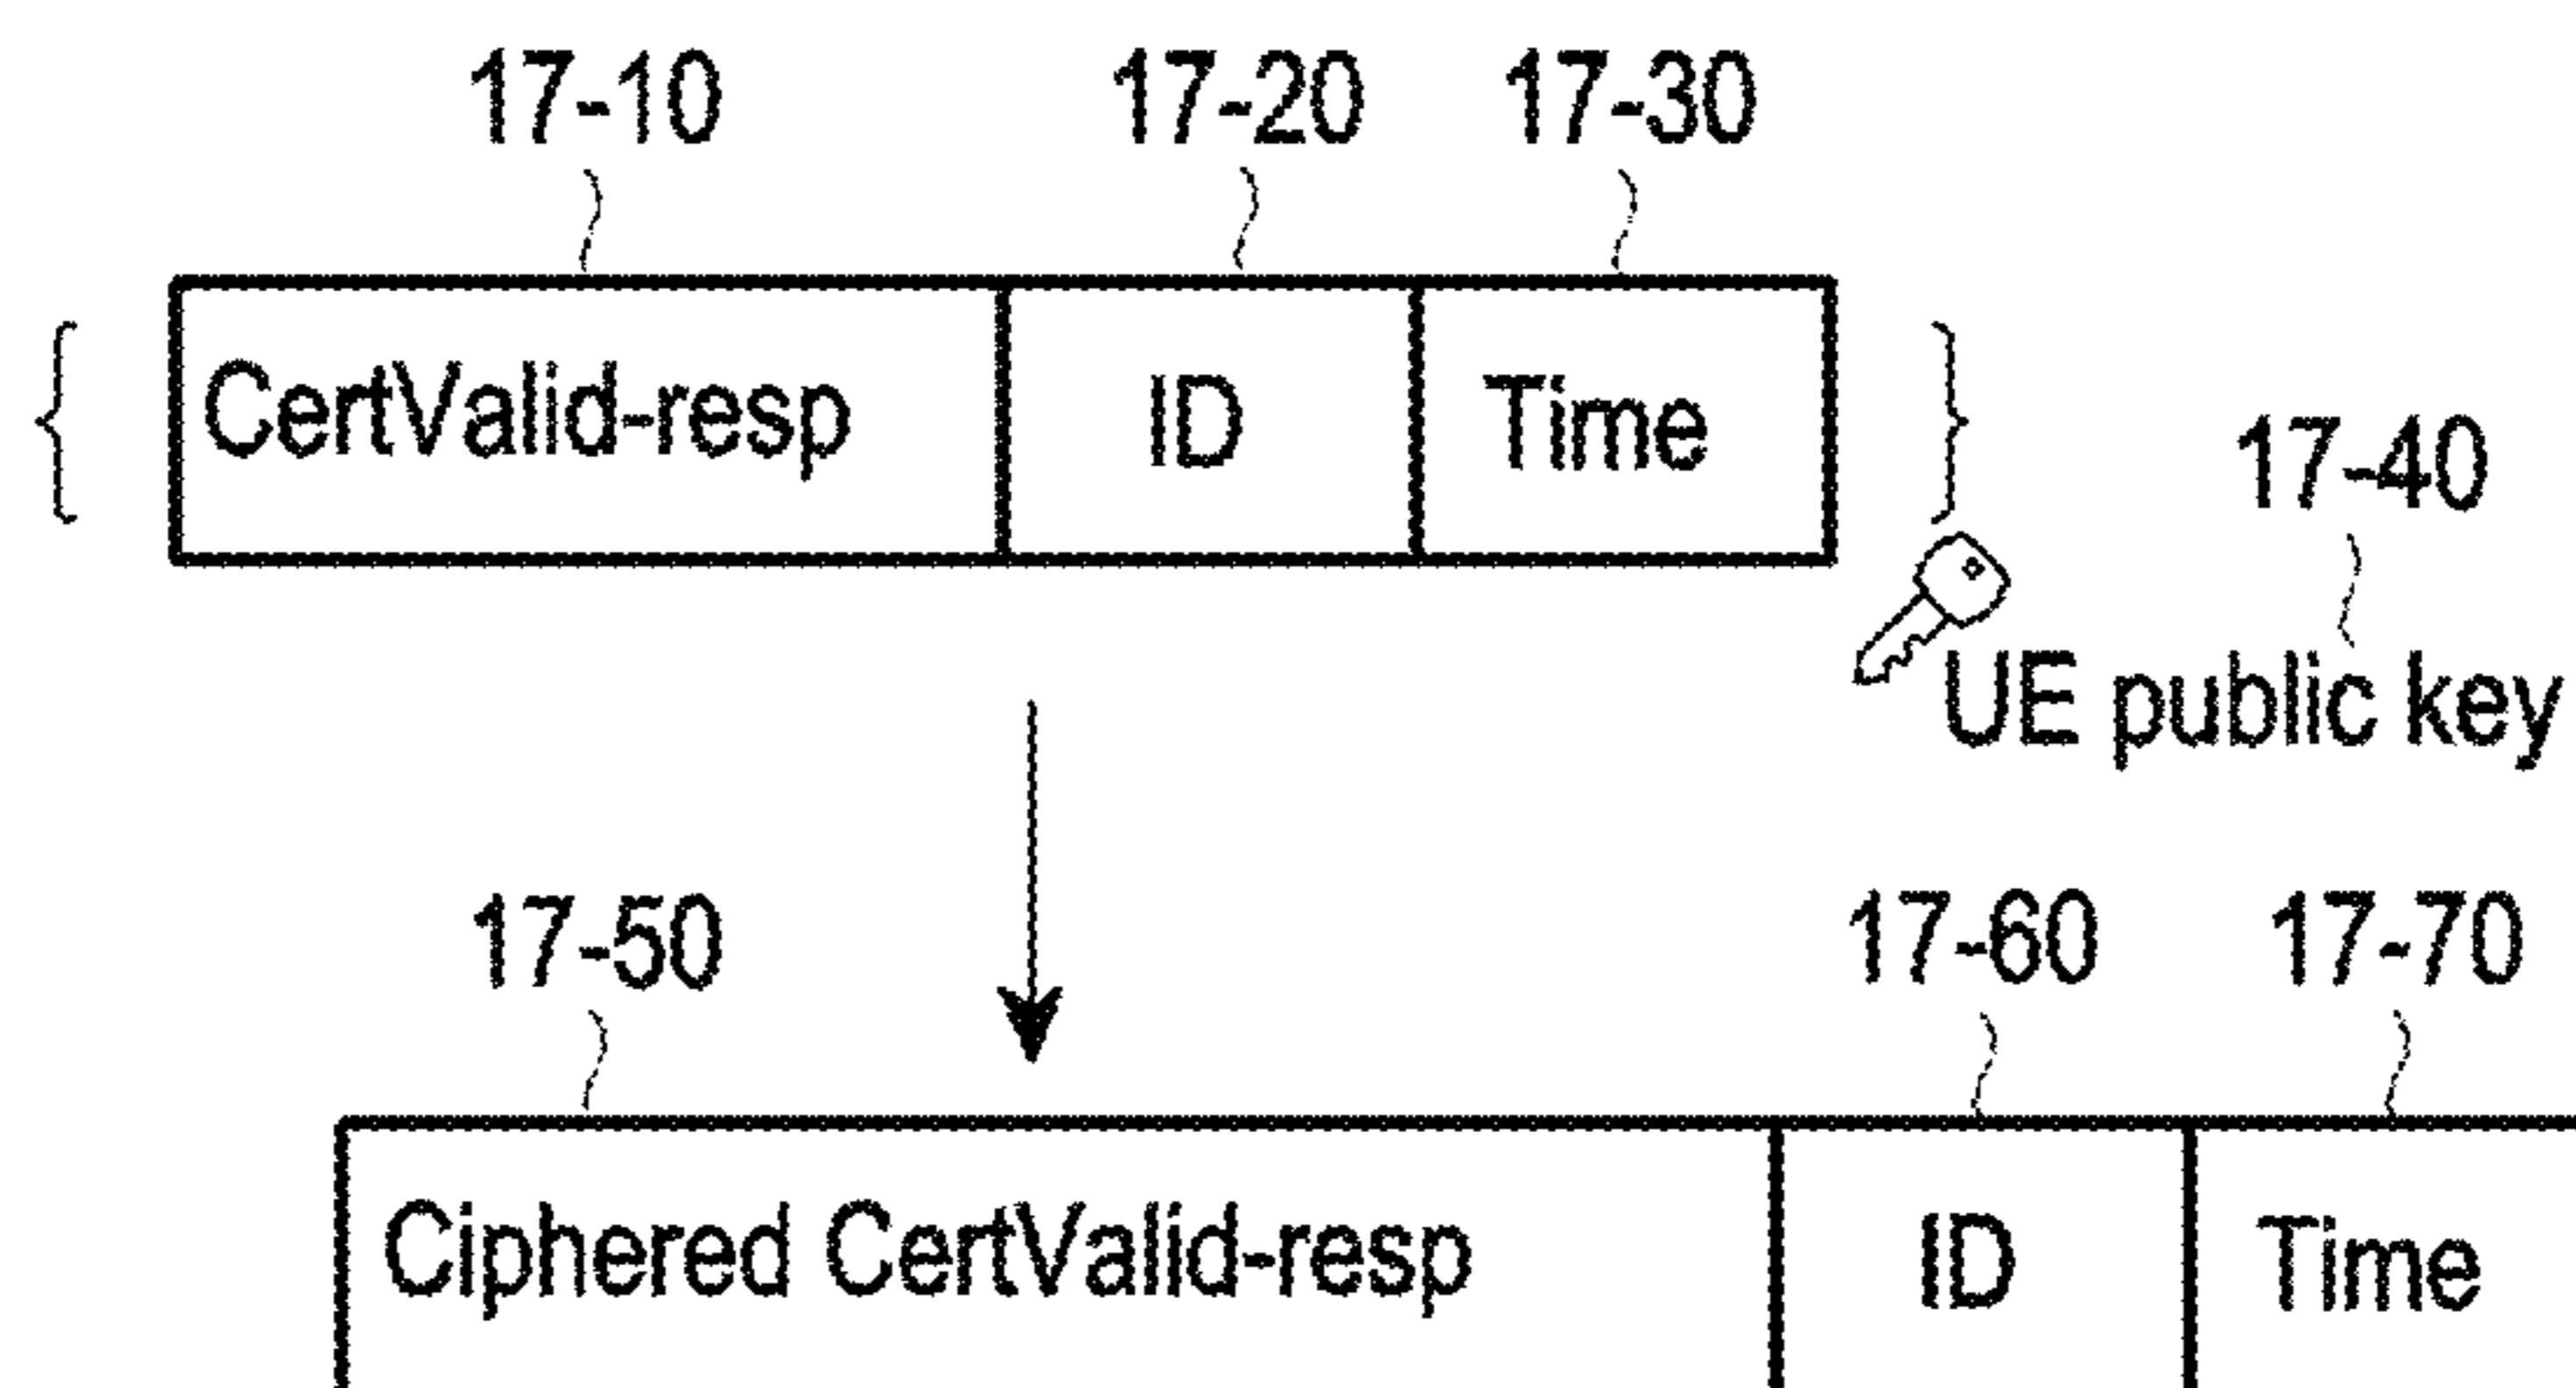 17-10 17-20 17-30
CertValid-resp ID Time
17-40
UE public key
17-50 17-60 17-70
Ciphered CertValid-resp ID Time